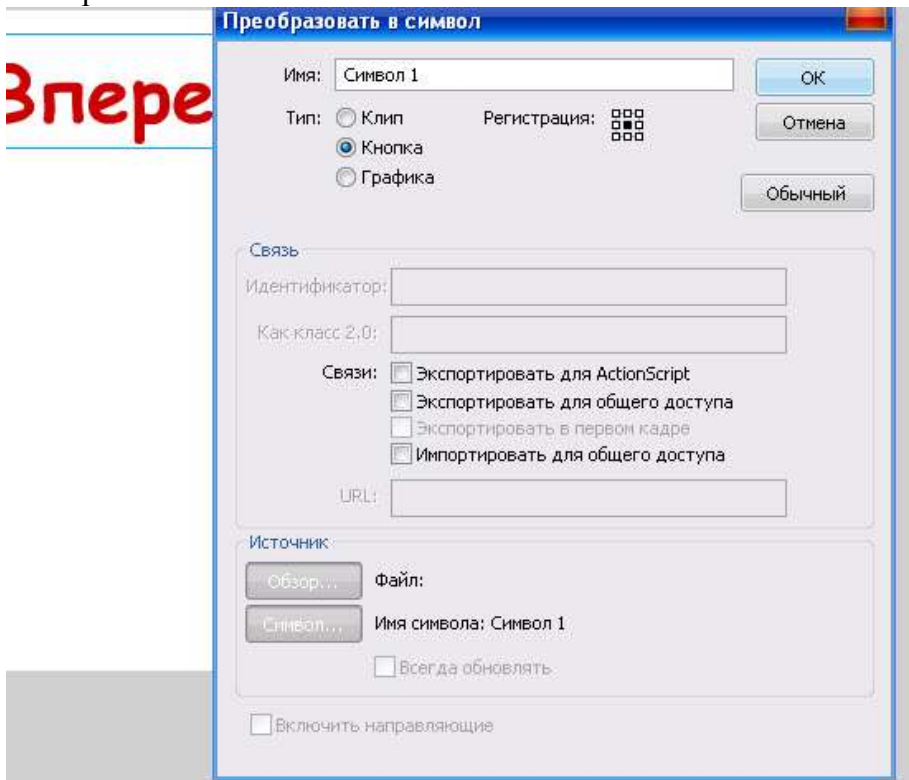 Преобразовать в символ
Впере
Имя: Символ 1
ОК
Тип: Клип
Регистрация:
Отмена
Кнопка
Графика
Обычный
Связь
Идентификатор:
Как класс 2.0:
Связи: Экспортировать для ActionScript
Экспортировать для общего доступа
Экспортировать в первом кадре
Импортировать для общего доступа
URL:
Источник
Обзор... Файл:
Символ... Имя символа: Символ 1
Всегда обновлять
Включить направляющие